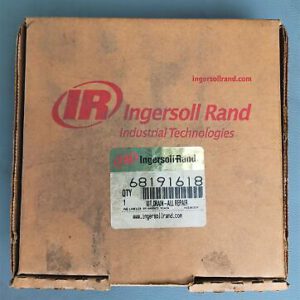 ingersollrand.com
IR Ingersoll Rand
Industrial Technologies
Ingersoll Rand
68191618
QTY
1 KIT,DRAIN-ALL REPAIR
www.ingersollrand.com